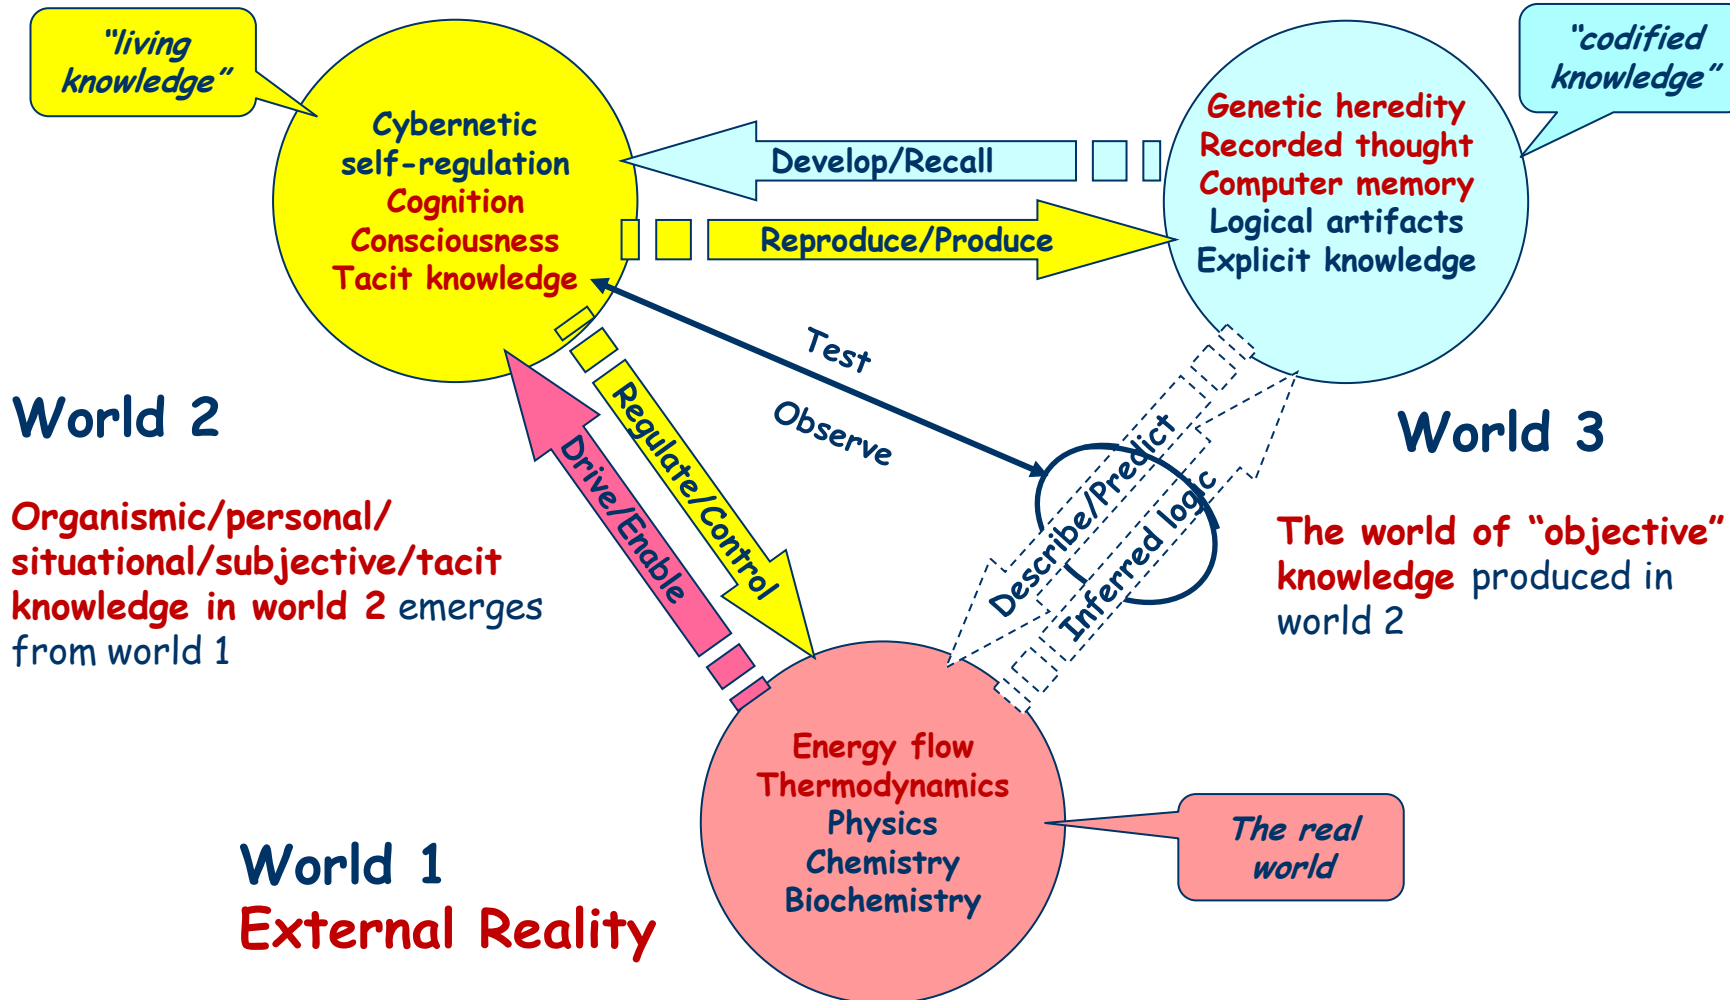 “living
knowledge”
Cybernetic
self-regulation
Cognition
Consciousness
Tacit knowledge
Develop/Recall
Reproduce/Produce
“codified
knowledge”
Genetic heredity
Recorded thought
Computer memory
Logical artifacts
Explicit knowledge
Test
Observe
Regulate/Control
Drive/Enable
Describe/Predict
Inferred logic
World 2
Organismic/personal/
situational/subjective/tacit
knowledge in world 2 emerges
from world 1
World 3
The world of “objective”
knowledge produced in
world 2
Energy flow
Thermodynamics
Physics
Chemistry
Biochemistry
The real
world
World 1
External Reality